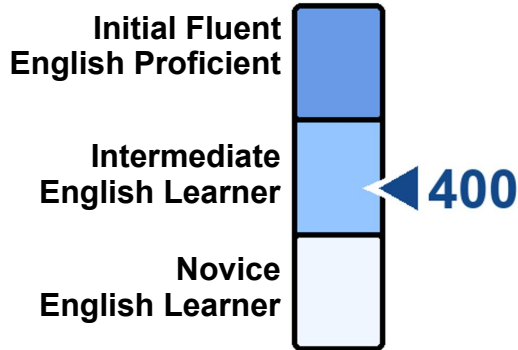 Initial Fluent
English Proficient
Intermediate
English Learner
400
Novice
English Learner